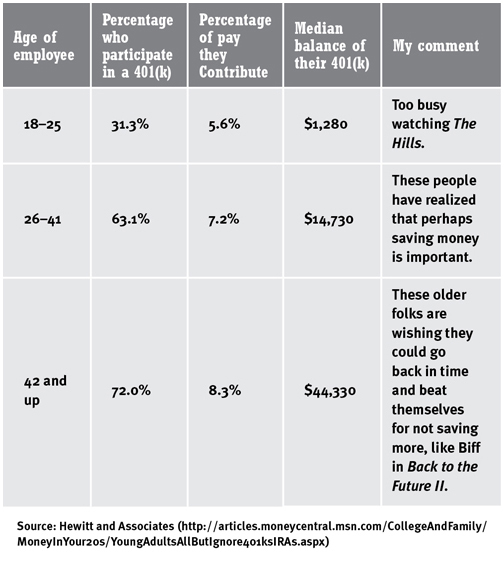 Age of
employee
Percentage
who
participate
in a 401(k)
Percentage
of pay
they
Contribute
Median
balance of
their 401(k)
My comment
18–25
31.3%
5.6%
$1,280
Too busy
watching The
Hills.
26–41
63.1%
7.2%
$14,730
These people
have realized
that perhaps
saving money
is important.
42 and
up
72.0%
8.3%
$44,330
These older
folks are
wishing they
could go
back in time
and beat
themselves
for not saving
more, like Biff
in Back to the
Future II.
Source: Hewitt and Associates (http://articles.moneycentral.msn.com/CollegeAndFamily/
MoneyInYour20s/YoungAdultsAllButIgnore401ksIRAs.aspx)